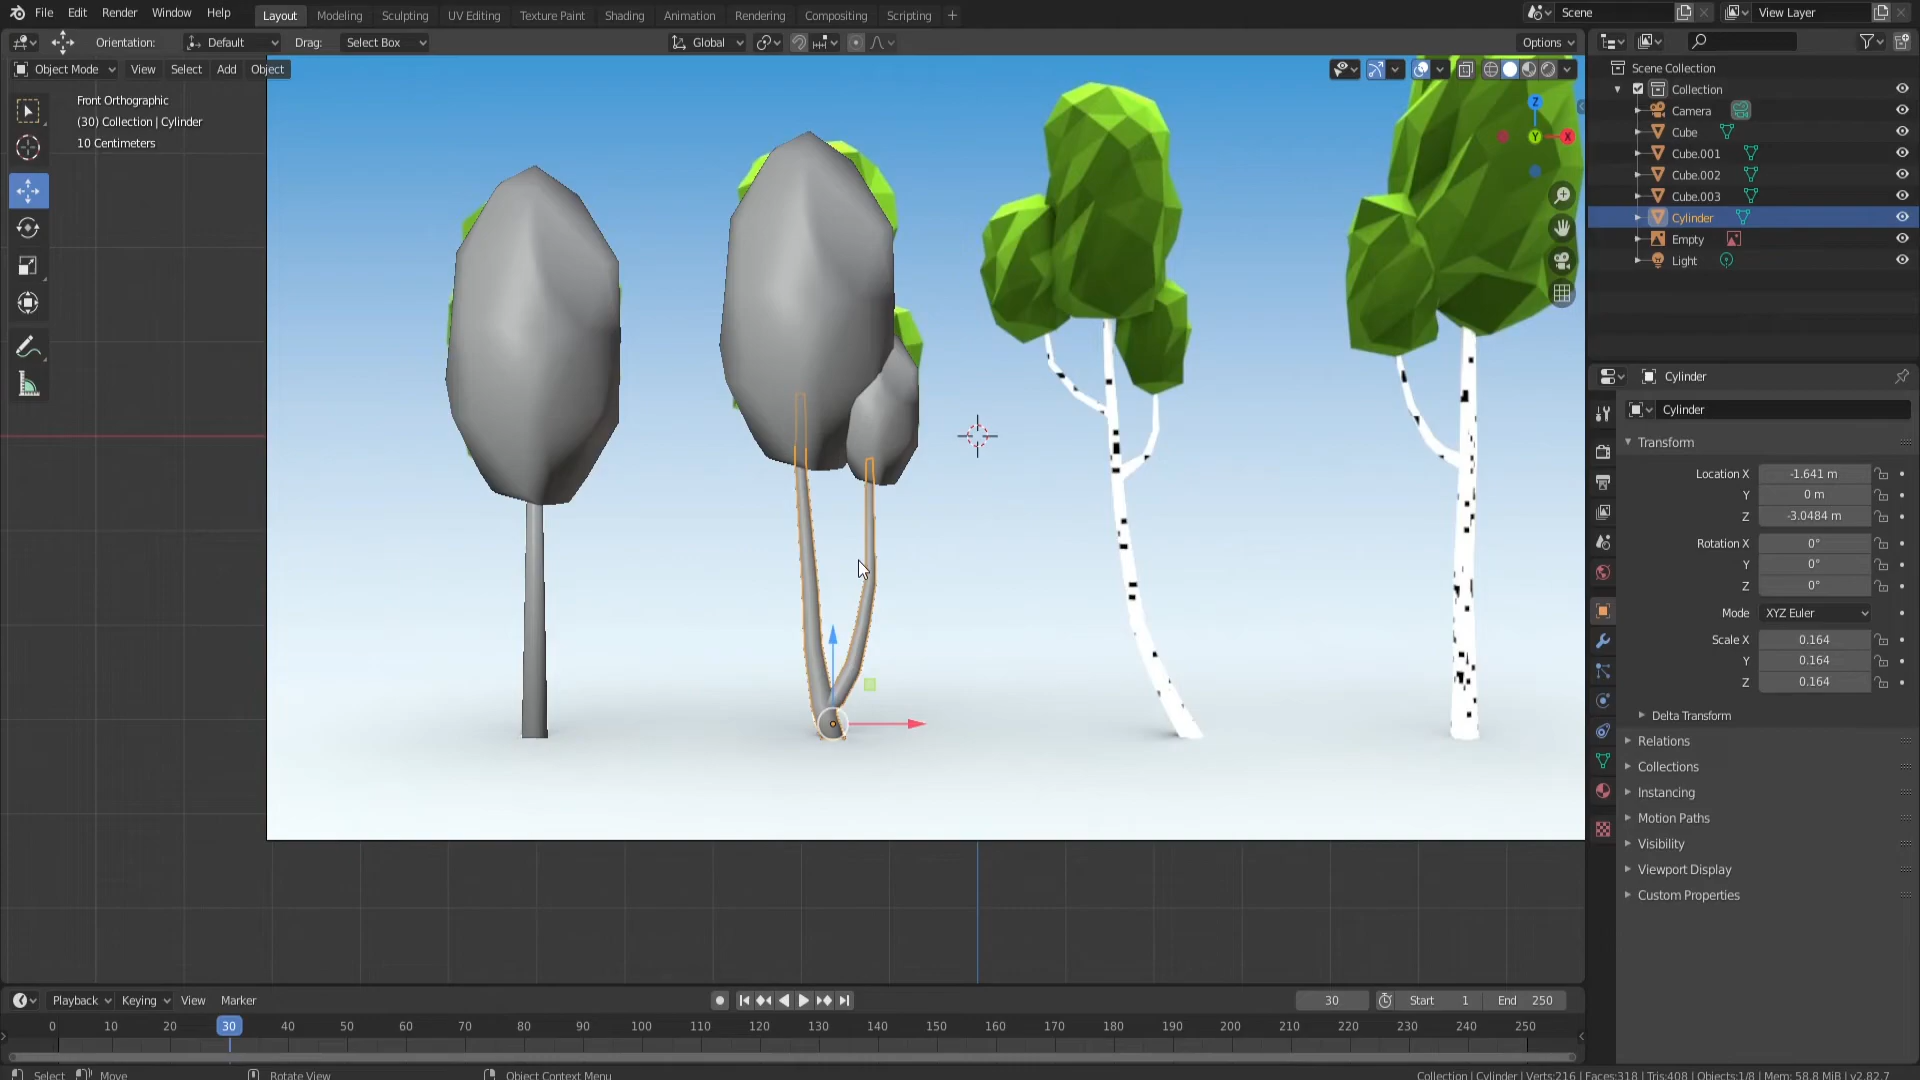 File Edit Render Window Help
Layout Modeling Sculpting UV Editing Texture Paint Shading Animation Rendering Compositing Scripting +
Scene
View Layer
Orientation: Default Drag: Select Box
Global
Options
Object Mode View Select Add Object
Front Orthographic
(30) Collection | Cylinder
10 Centimeters
Z
Y
X
Scene Collection
Collection
Camera
Cube
Cube.001
Cube.002
Cube.003
Cylinder
Empty
Light
Cylinder
Cylinder
Transform
Location X -1.641 m
Y 0 m
Z -3.0484 m
Rotation X 0°
Y 0°
Z 0°
Mode XYZ Euler
Scale X 0.164
Y 0.164
Z 0.164
Delta Transform
Relations
Collections
Instancing
Motion Paths
Visibility
Viewport Display
Custom Properties
Playback Keying View Marker
30 Start 1 End 250
0 10 20 30 40 50 60 70 80 90 100 110 120 130 140 150 160 170 180 190 200 210 220 230 240 250
Select Move Rotate View Object Context Menu
Collection | Cylinder | Verts:216 | Faces:318 | Tris:408 | Objects:1/8 | Mem: 58.8 MiB | v2.82.7